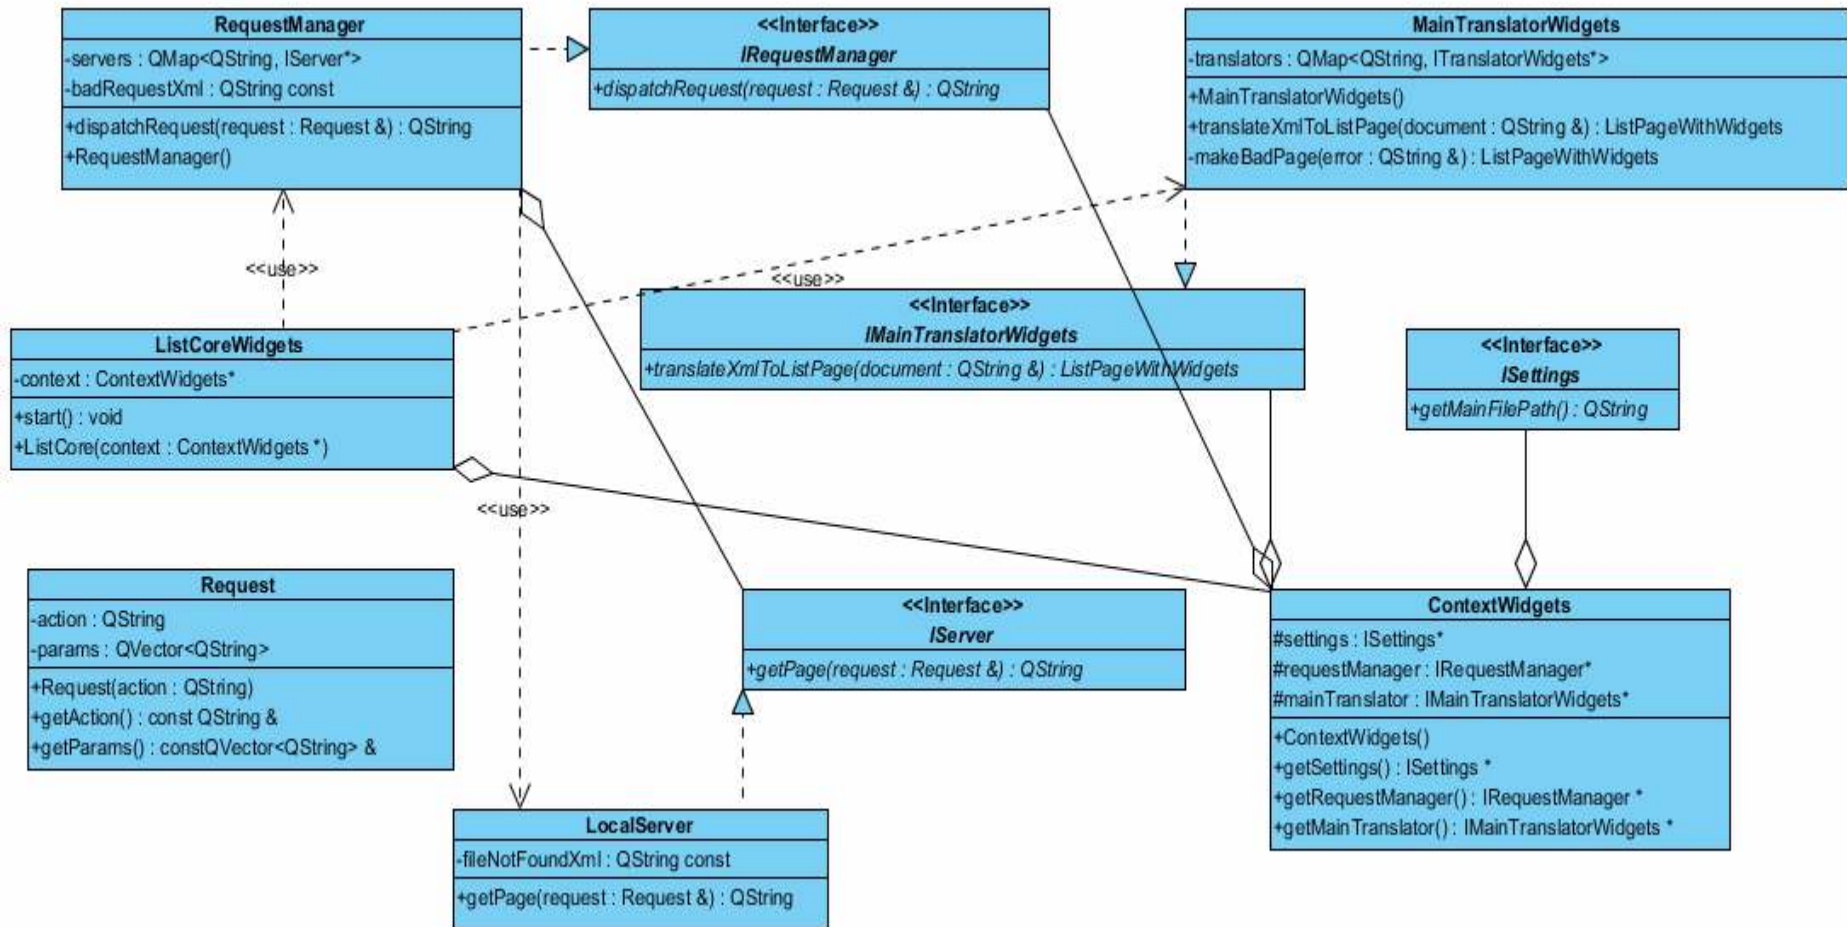 RequestManager
-servers : QMap<QString, IServer*>
-badRequestXml : QString const
+dispatchRequest(request : Request &) : QString
+RequestManager()
<<Interface>>
IRequestManager
+dispatchRequest(request : Request &) : QString
MainTranslatorWidgets
-translators : QMap<QString, ITranslatorWidgets*>
+MainTranslatorWidgets()
+translateXmlToListPage(document : QString &) : ListPageWithWidgets
-makeBadPage(error : QString &) : ListPageWithWidgets
<<use>>
<<use>>
<<Interface>>
IMainTranslatorWidgets
+translateXmlToListPage(document : QString &) : ListPageWithWidgets
ListCoreWidgets
-context : ContextWidgets*
+start() : void
+ListCore(context : ContextWidgets *)
<<Interface>>
ISettings
+getMainFilePath() : QString
<<use>>
Request
-action : QString
-params : QVector<QString>
+Request(action : QString)
+getAction() : const QString &
+getParams() : constQVector<QString> &
<<Interface>>
IServer
+getPage(request : Request &) : QString
ContextWidgets
#settings : ISettings*
#requestManager : IRequestManager*
#mainTranslator : IMainTranslatorWidgets*
+ContextWidgets()
+getSettings() : ISettings *
+getRequestManager() : IRequestManager *
+getMainTranslator() : IMainTranslatorWidgets *
LocalServer
-fileNotFoundXml : QString const
+getPage(request : Request &) : QString